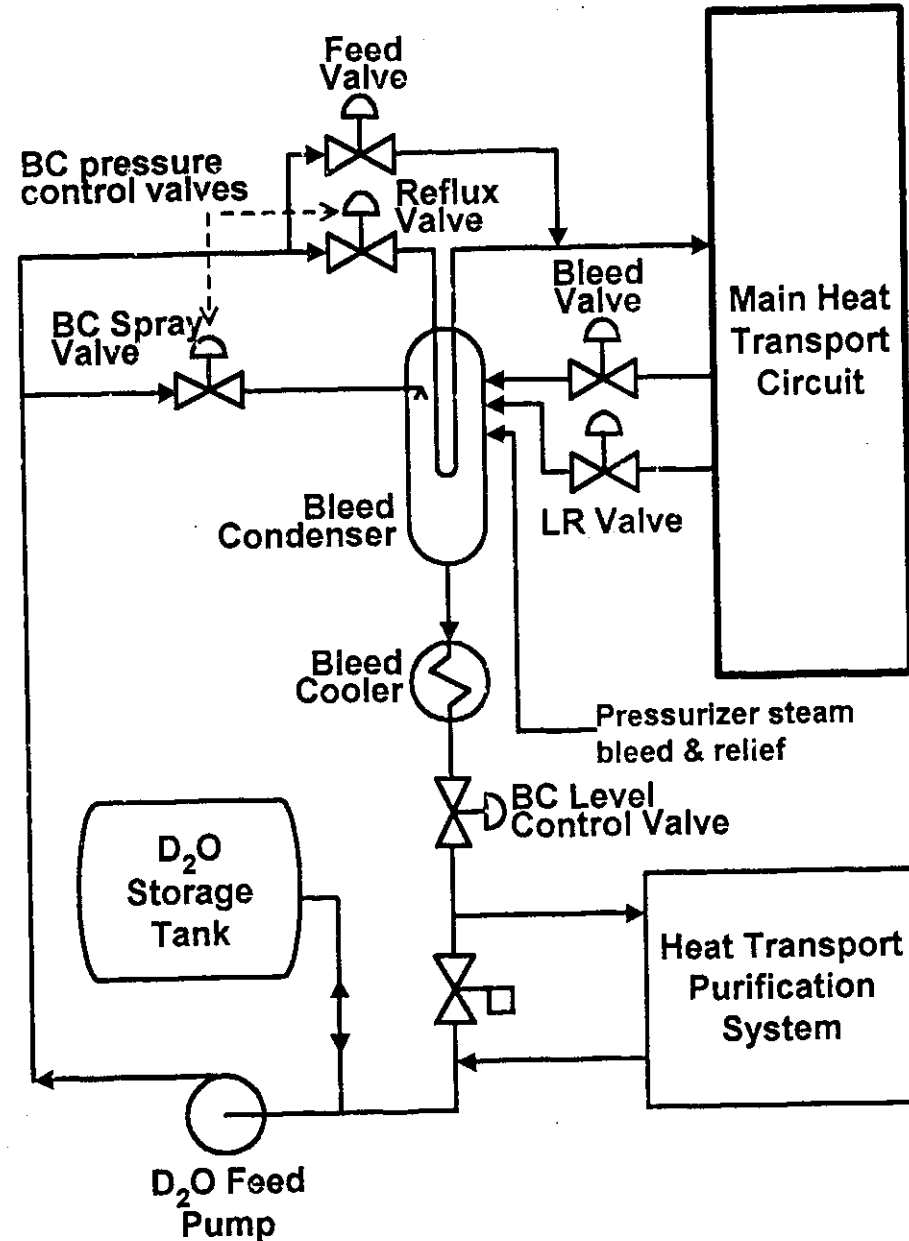 Feed
Valve
BC pressure
control valves
Reflux
Valve
Bleed
Valve
Main Heat
Transport
Circuit
BC Spray
Valve
Bleed
Condenser
LR Valve
Bleed
Cooler
Pressurizer steam
bleed & relief
BC Level
Control Valve
D₂O
Storage
Tank
Heat Transport
Purification
System
D₂O Feed
Pump